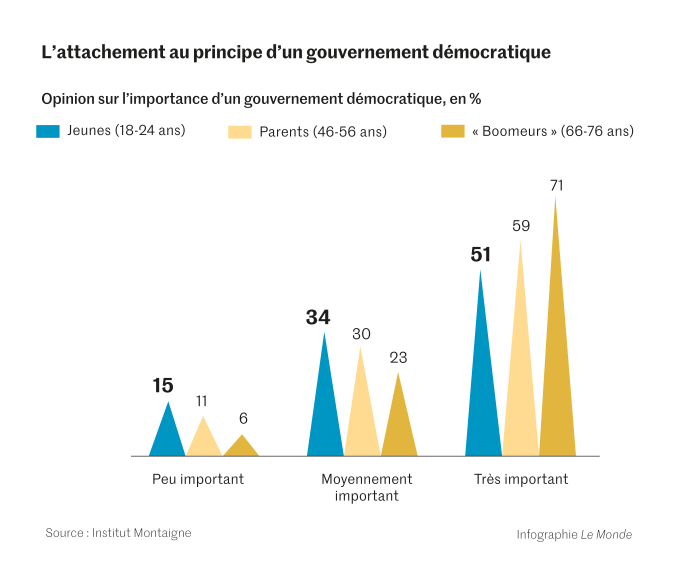 L’attachement au principe d’un gouvernement démocratique
Opinion sur l’importance d’un gouvernement démocratique, en %
Jeunes (18-24 ans)
Parents (46-56 ans)
« Boomeurs » (66-76 ans)
15
11
6
34
30
23
51
59
71
Peu important
Moyennement
important
Très important
Source : Institut Montaigne
Infographie Le Monde